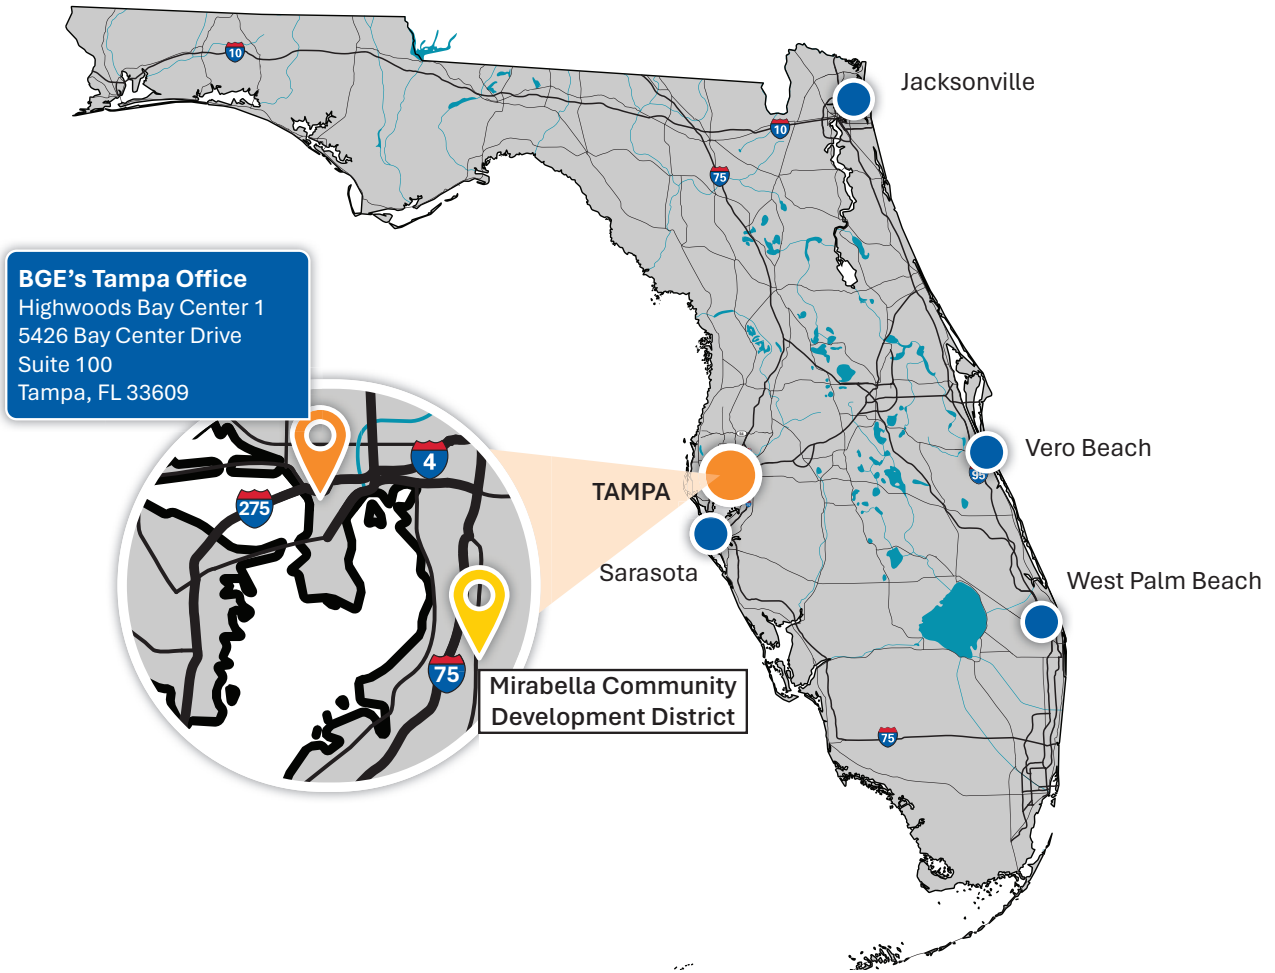 Jacksonville
10
10
75
BGE's Tampa Office
Highwoods Bay Center 1
5426 Bay Center Drive
Suite 100
Tampa, FL 33609
4
275
TAMPA
Vero Beach
95
Sarasota
West Palm Beach
75
Mirabella Community
Development District
75